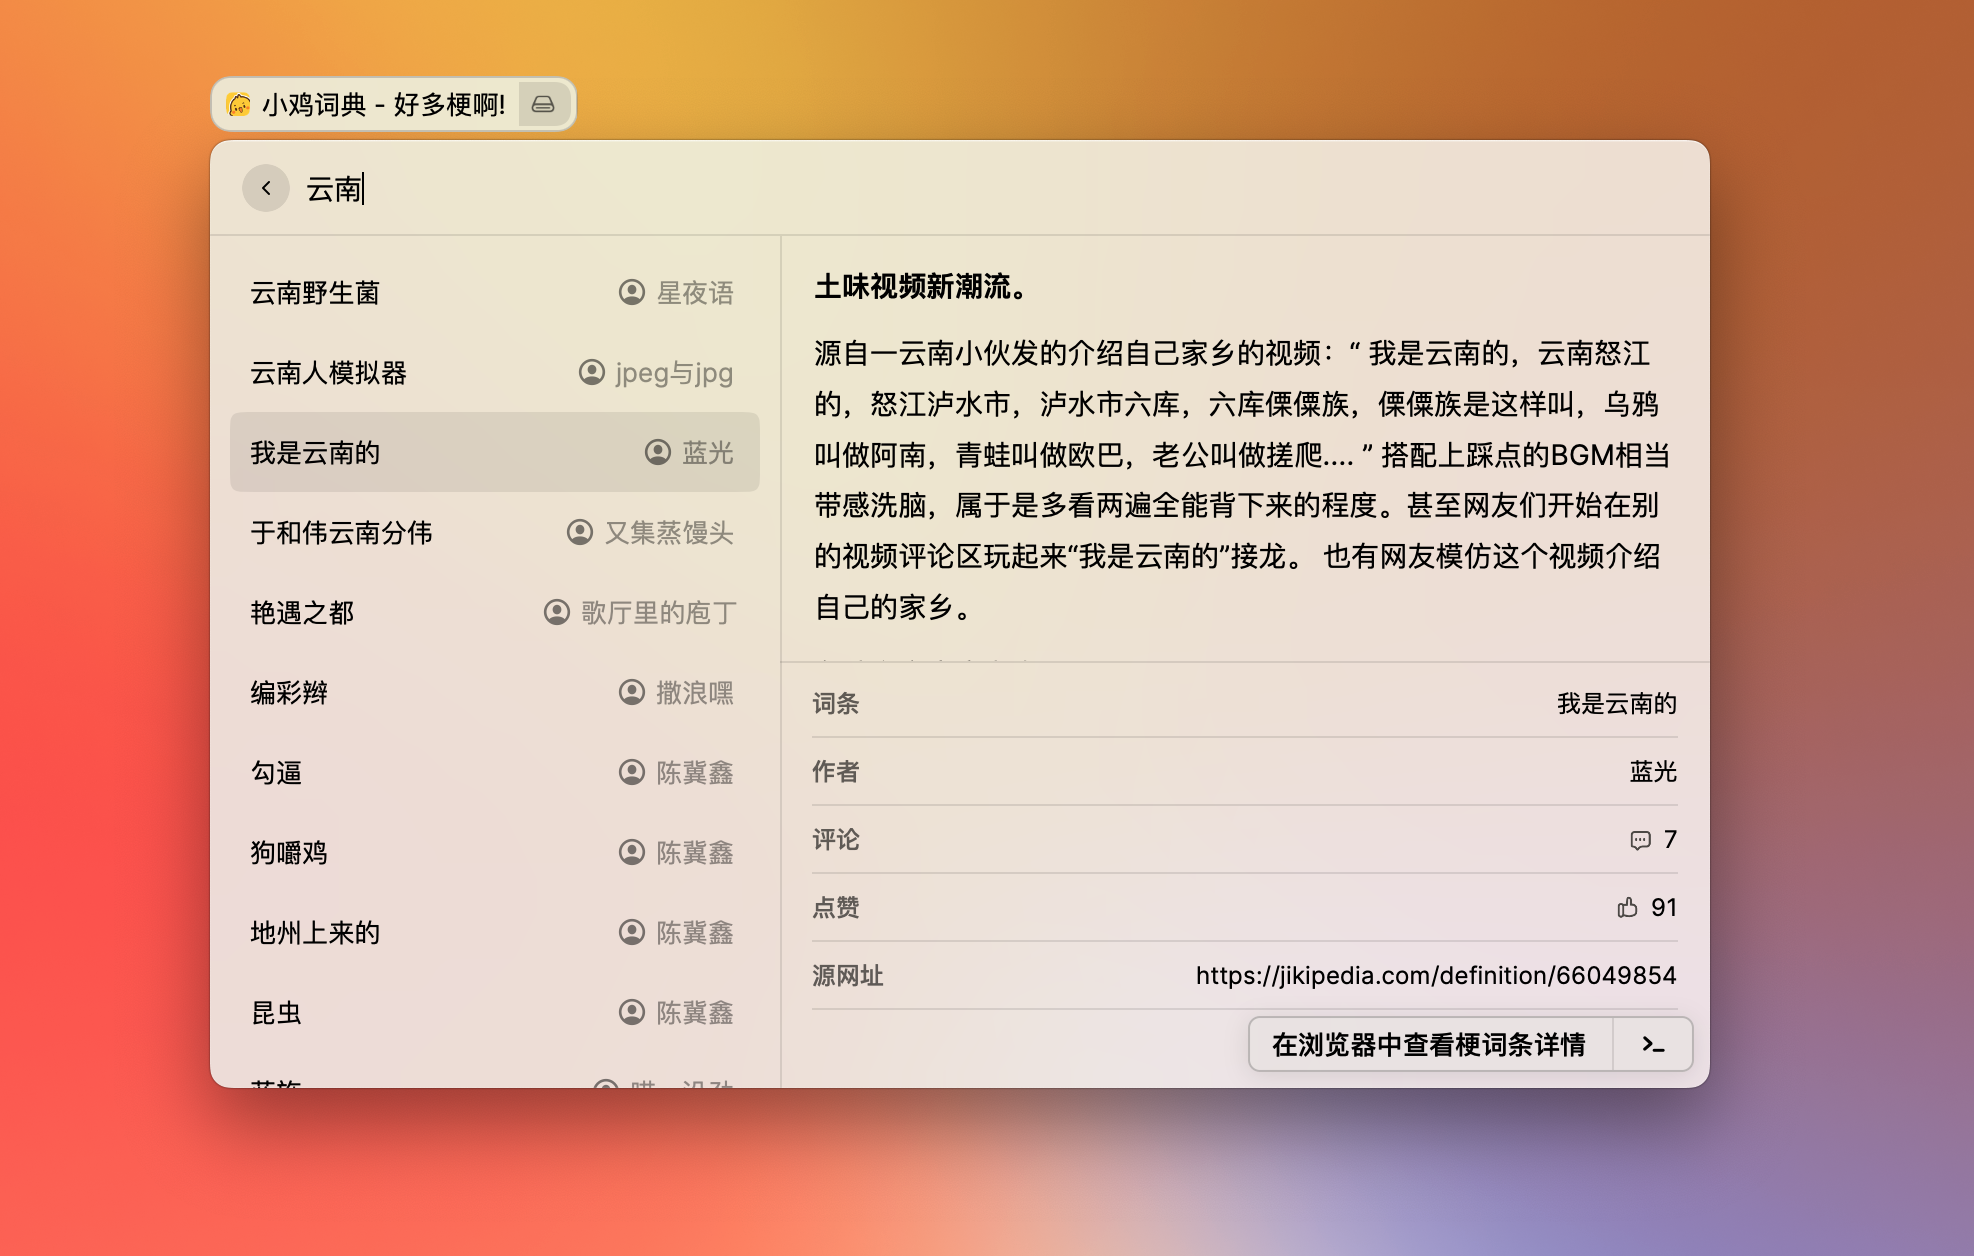 小鸡词典 - 好多梗啊!
云南
云南野生菌 星夜语
云南人模拟器 jpeg与jpg
我是云南的 蓝光
于和伟云南分伟 又集蒸馒头
艳遇之都 歌厅里的庖丁
编彩辫 撒浪嘿
勾逼 陈冀鑫
狗嚼鸡 陈冀鑫
地州上来的 陈冀鑫
昆虫 陈冀鑫
土味视频新潮流。
源自一云南小伙发的介绍自己家乡的视频：“ 我是云南的，云南怒江
的，怒江泸水市，泸水市六库，六库傈僳族，傈僳族是这样叫，乌鸦
叫做阿南，青蛙叫做欧巴，老公叫做搓爬.... ” 搭配上踩点的BGM相当
带感洗脑，属于是多看两遍全能背下来的程度。甚至网友们开始在别
的视频评论区玩起来“我是云南的”接龙。 也有网友模仿这个视频介绍
自己的家乡。
词条 我是云南的
作者 蓝光
评论 7
点赞 91
源网址 https://jikipedia.com/definition/66049854
在浏览器中查看梗词条详情